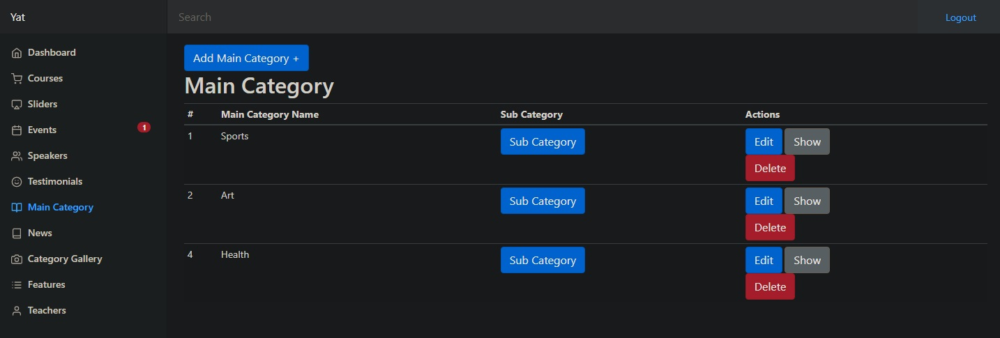 Yat
Search
Logout
Dashboard
Courses
Sliders
Events 1
Speakers
Testimonials
Main Category
News
Category Gallery
Features
Teachers
Add Main Category +
Main Category
# Main Category Name Sub Category Actions
1 Sports Sub Category Edit Show
Delete
2 Art Sub Category Edit Show
Delete
4 Health Sub Category Edit Show
Delete